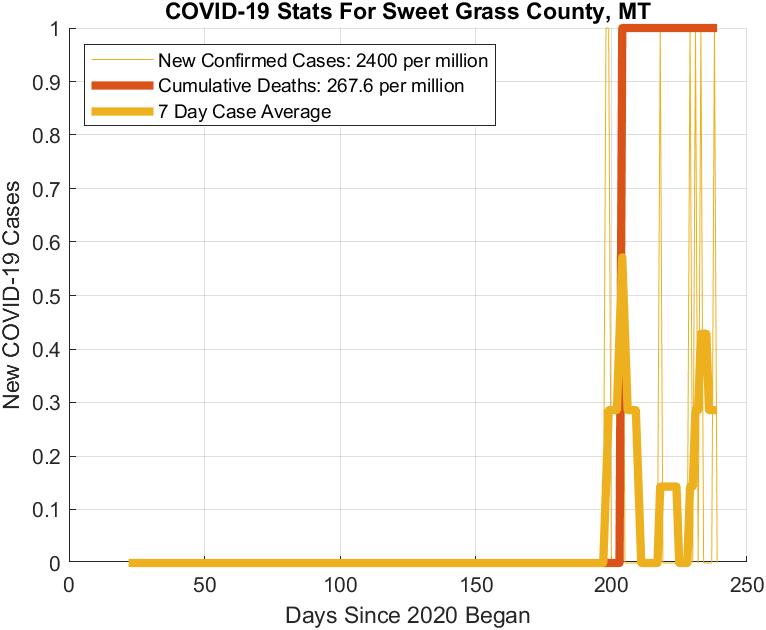 COVID-19 Stats For Sweet Grass County, MT
New Confirmed Cases: 2400 per million
Cumulative Deaths: 267.6 per million
7 Day Case Average
New COVID-19 Cases
1
0.9
0.8
0.7
0.6
0.5
0.4
0.3
0.2
0.1
0
0 50 100 150 200 250
Days Since 2020 Began